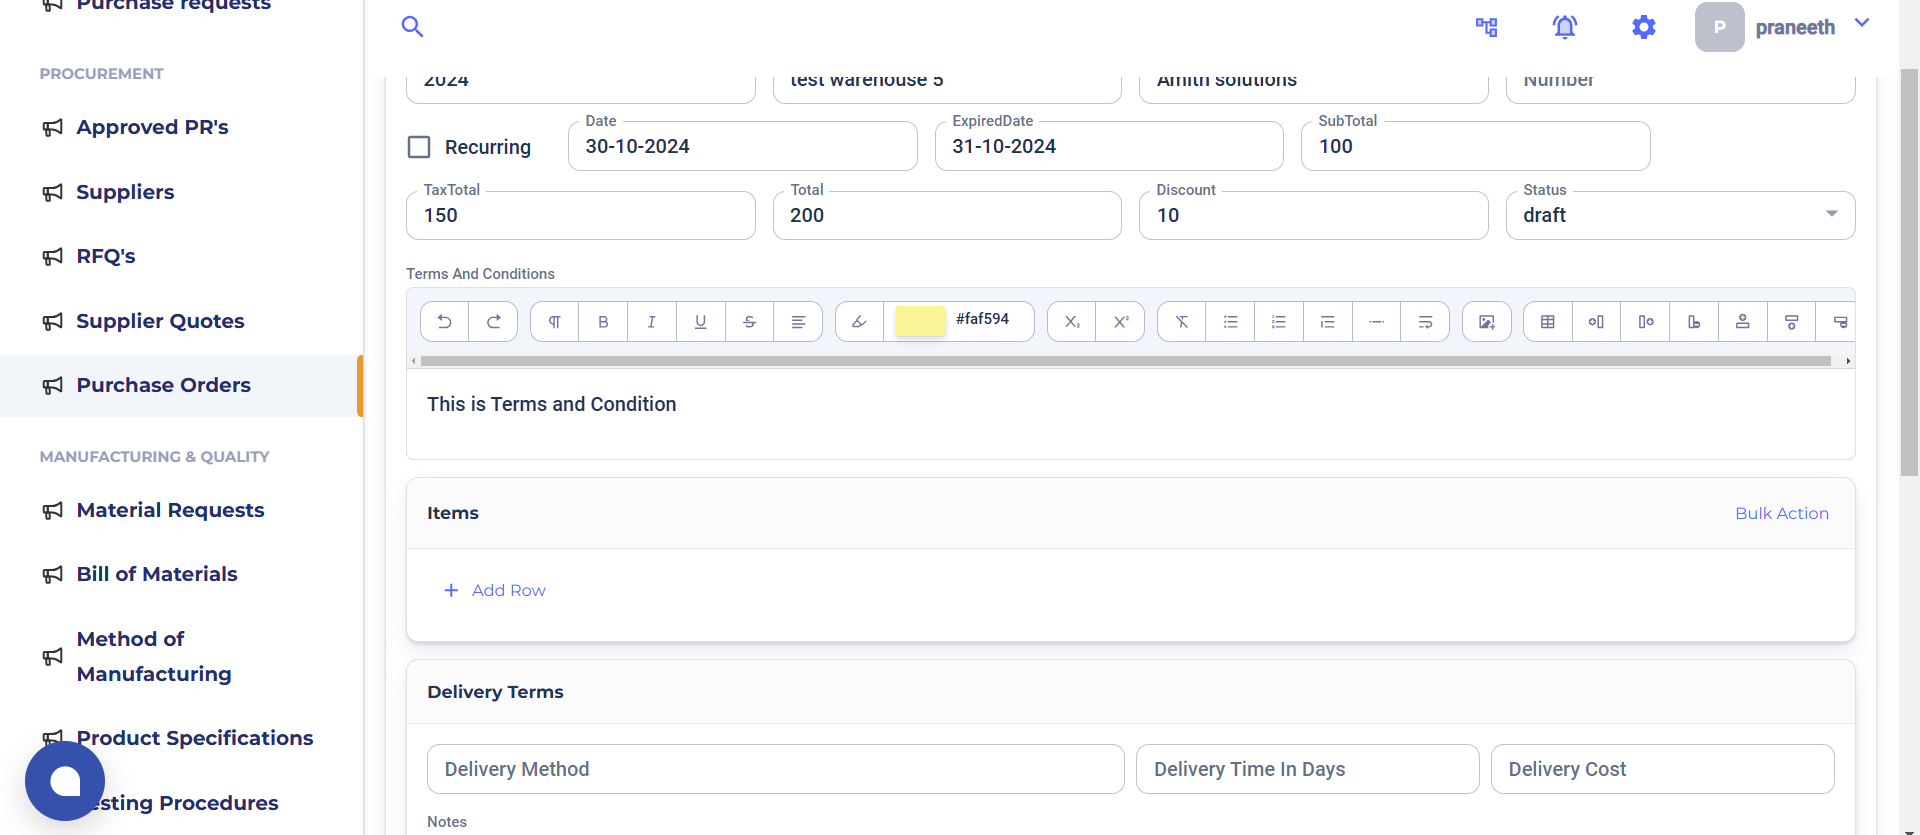 Purchase requests
PROCUREMENT
Approved PR's
Suppliers
RFQ's
Supplier Quotes
Purchase Orders
MANUFACTURING & QUALITY
Material Requests
Bill of Materials
Method of
Manufacturing
Product Specifications
esting Procedures
P
praneeth
2024
test warehouse 5
Amith solutions
Number
Recurring
Date
30-10-2024
ExpiredDate
31-10-2024
SubTotal
100
TaxTotal
150
Total
200
Discount
10
Status
draft
Terms And Conditions
#faf594
This is Terms and Condition
Items
Bulk Action
+ Add Row
Delivery Terms
Delivery Method
Delivery Time In Days
Delivery Cost
Notes